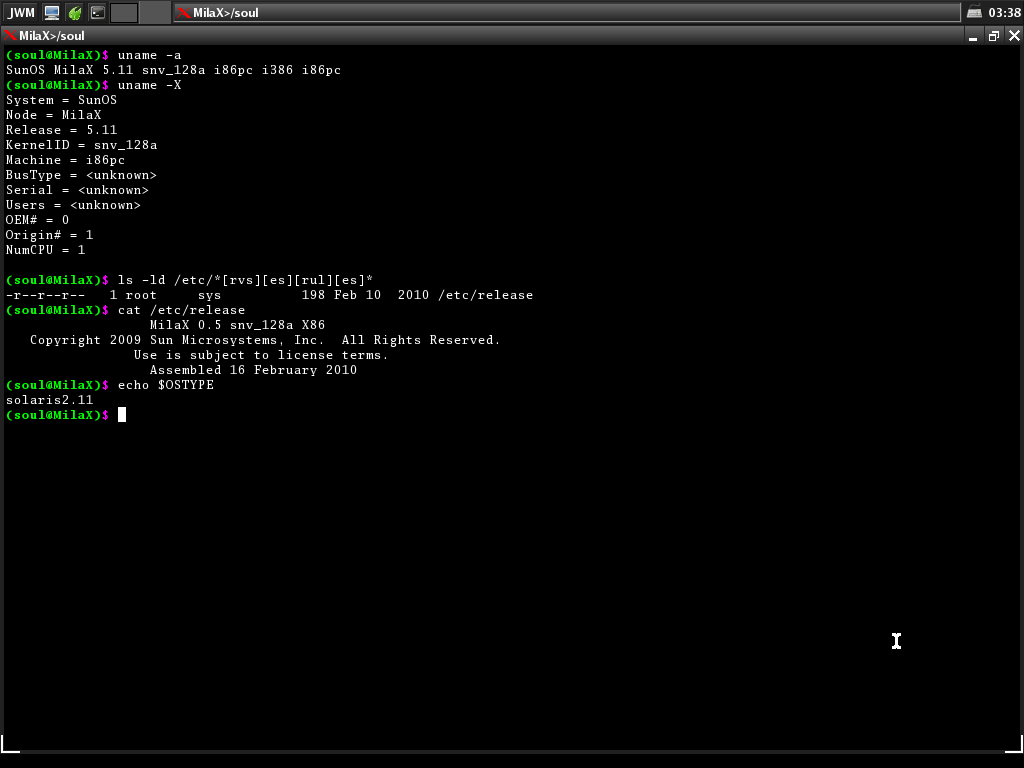 JWM MilaX>/soul 03:38
MilaX>/soul
(soul@MilaX)$ uname -a
SunOS MilaX 5.11 snv_128a i86pc i386 i86pc
(soul@MilaX)$ uname -X
System = SunOS
Node = MilaX
Release = 5.11
KernelID = snv_128a
Machine = i86pc
BusType = <unknown>
Serial = <unknown>
Users = <unknown>
OEM# = 0
Origin# = 1
NumCPU = 1
(soul@MilaX)$ ls -ld /etc/*[rvs][es][rul][es]*
-r--r--r--   1 root     sys          198 Feb 10  2010 /etc/release
(soul@MilaX)$ cat /etc/release
MilaX 0.5 snv_128a X86
Copyright 2009 Sun Microsystems, Inc.  All Rights Reserved.
Use is subject to license terms.
Assembled 16 February 2010
(soul@MilaX)$ echo $OSTYPE
solaris2.11
(soul@MilaX)$